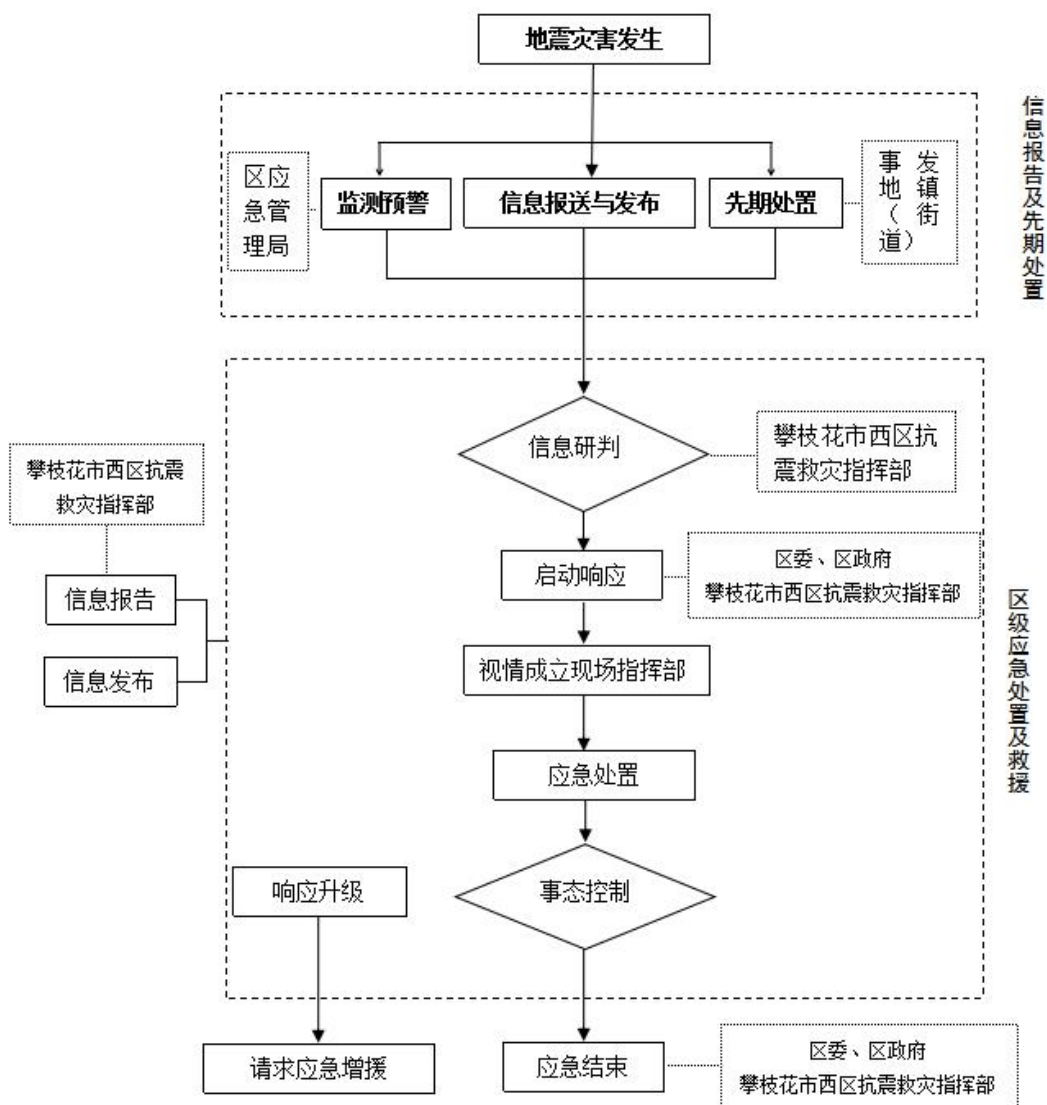 地震灾害发生
信息报告及先期处置
区应
急管
理局
监测预警
信息报送与发布
先期处置
事发
地镇
（街
道）
信息研判
攀枝花市西区抗
震救灾指挥部
攀枝花市西区抗震
救灾指挥部
启动响应
区委、区政府
攀枝花市西区抗震救灾指挥部
信息报告
信息发布
视情成立现场指挥部
区级应急处置及救援
应急处置
响应升级
事态控制
请求应急增援
应急结束
区委、区政府
攀枝花市西区抗震救灾指挥部